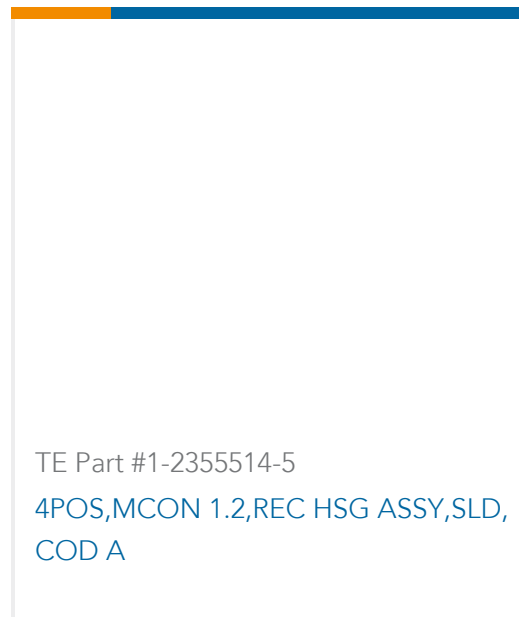 TE Part #1-2355514-5
4POS,MCON 1.2,REC HSG ASSY,SLD,
COD A